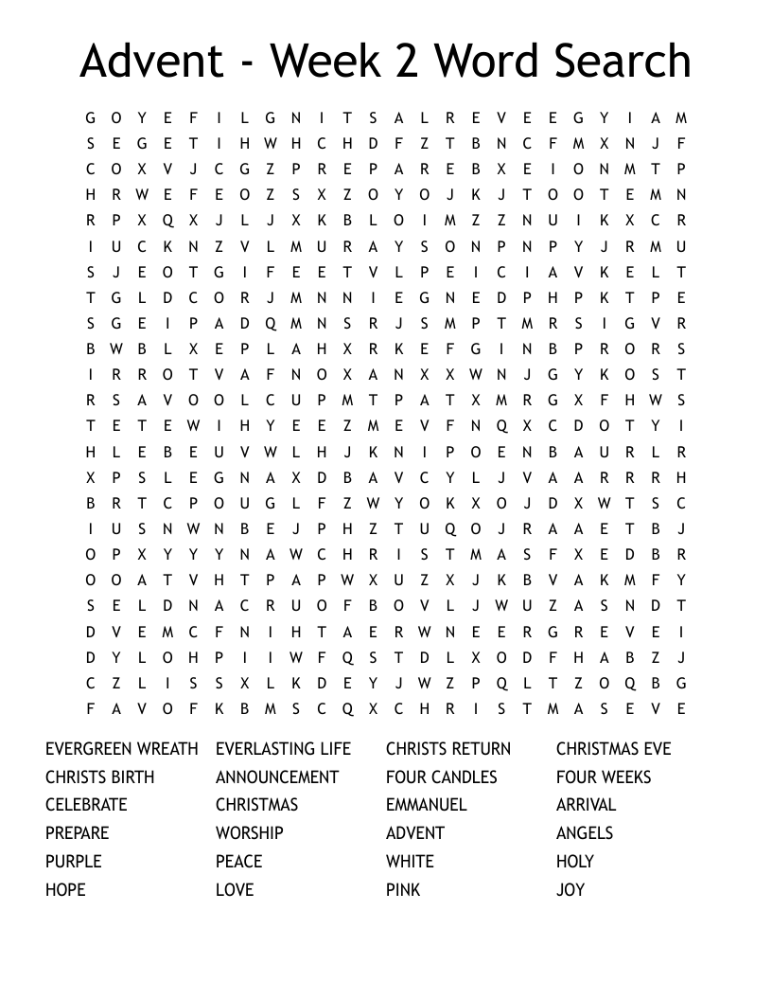 Advent - Week 2 Word Search
G O Y E F I L G N I T S A L R E V E E G Y I A M
S E G E T I H W H C H D F Z T B N C F M X N J F
C O X V J C G Z P R E P A R E B X E I O N M T P
H R W E F E O Z S X Z O Y O J K J T O O T E M N
R P X Q X J L J X K B L O I M Z Z N U I K X C R
I U C K N Z V L M U R A Y S O N P N P Y J R M U
S J E O T G I F E E T V L P E I C I A V K E L T
T G L D C O R J M N N I E G N E D P H P K T P E
S G E I P A D Q M N S R J S M P T M R S I G V R
B W B L X E P L A H X R K E F G I N B P R O R S
I R R O T V A F N O X A N X X W N J G Y K O S T
R S A V O O L C U P M T P A T X M R G X F H W S
T E T E W I H Y E E Z M E V F N Q X C D O T Y I
H L E B E U V W L H J K N I P O E N B A U R L R
X P S L E G N A X D B A V C Y L J V A A R R R H
B R T C P O U G L F Z W Y O K X O J D X W T S C
I U S N W N B E J P H Z T U Q O J R A A E T B J
O P X Y Y Y N A W C H R I S T M A S F X E D B R
O O A T V H T P A P W X U Z X J K B V A K M F Y
S E L D N A C R U O F B O V L J W U Z A S N D T
D V E M C F N I H T A E R W N E E R G R E V E I
D Y L O H P I I W F Q S T D L X O D F H A B Z J
C Z L I S S X L K D E Y J W Z P Q L T Z O Q B G
F A V O F K B M S C Q X C H R I S T M A S E V E
EVERGREEN WREATH EVERLASTING LIFE CHRISTS RETURN CHRISTMAS EVE
CHRISTS BIRTH ANNOUNCEMENT FOUR CANDLES FOUR WEEKS
CELEBRATE CHRISTMAS EMMANUEL ARRIVAL
PREPARE WORSHIP ADVENT ANGELS
PURPLE PEACE WHITE HOLY
HOPE LOVE PINK JOY